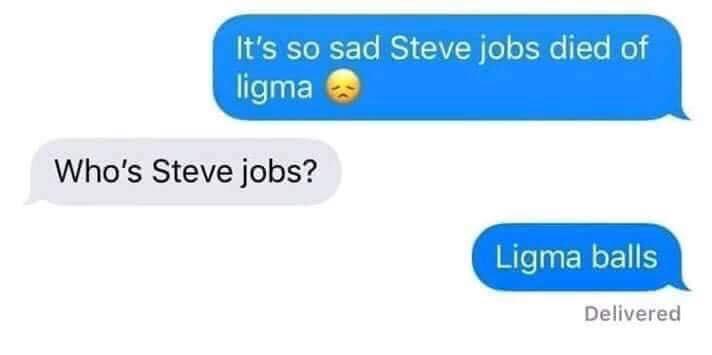 It's so sad Steve jobs died of
ligma 😞
Who's Steve jobs?
Ligma balls
Delivered